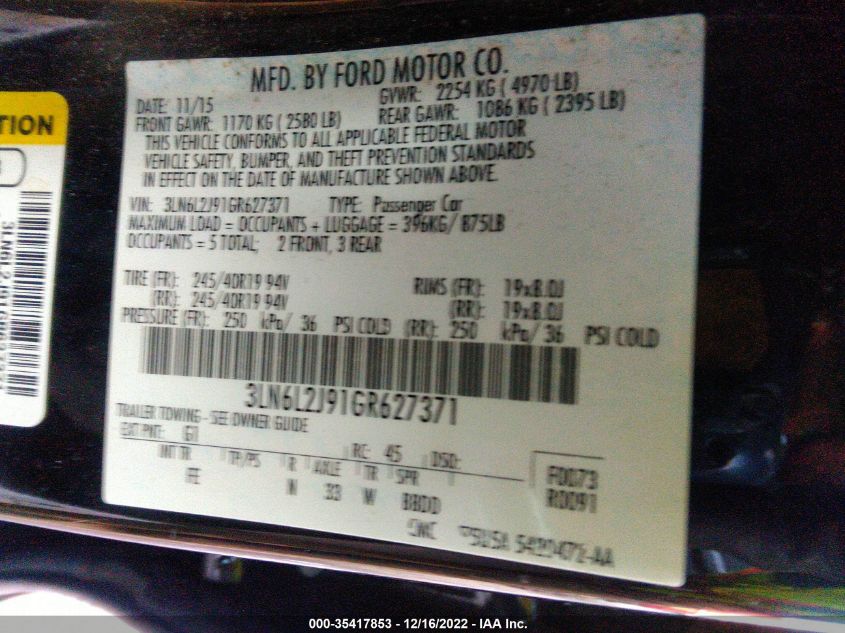 MFD. BY FORD MOTOR CO.
DATE: 11/15 GVWR: 2254 KG ( 4970 LB)
FRONT GAWR: 1170 KG ( 2580 LB) REAR GAWR: 1086 KG ( 2395 LB)
THIS VEHICLE CONFORMS TO ALL APPLICABLE FEDERAL MOTOR
VEHICLE SAFETY, BUMPER, AND THEFT PREVENTION STANDARDS
IN EFFECT ON THE DATE OF MANUFACTURE SHOWN ABOVE.
VIN: 3LN6L2J91GR627371 TYPE: Passenger Car
MAXIMUM LOAD = OCCUPANTS + LUGGAGE = 396KG/ 875LB
OCCUPANTS = 5 TOTAL; 2 FRONT, 3 REAR
TIRE (FR): 245/40R19 94V RIMS (FR): 19x8.0J
(RR): 245/40R19 94V (RR): 19x8.0J
PRESSURE (FR): 250 kPa/ 36 PSI COLD (RR): 250 kPa/ 36 PSI COLD
3LN6L2J91GR627371
TRAILER TOWING - SEE OWNER GUIDE
EXT PNT: G1 RC: 45 DSO:
INT TR TP/PS R AXLE TR SPR F0073
FE N 33 W BBDD R0091
TION
000-35417853 - 12/16/2022 - IAA Inc.